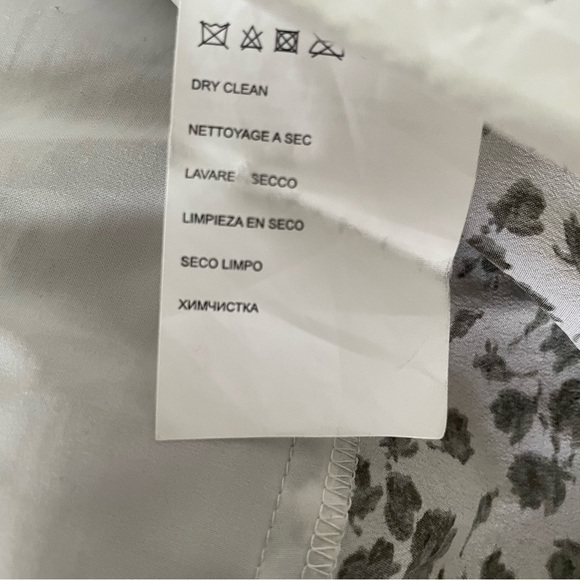 DRY CLEAN
NETTOYAGE A SEC
LAVARE SECCO
LIMPIEZA EN SECO
SECO LIMPO
ХИМЧИСТКА